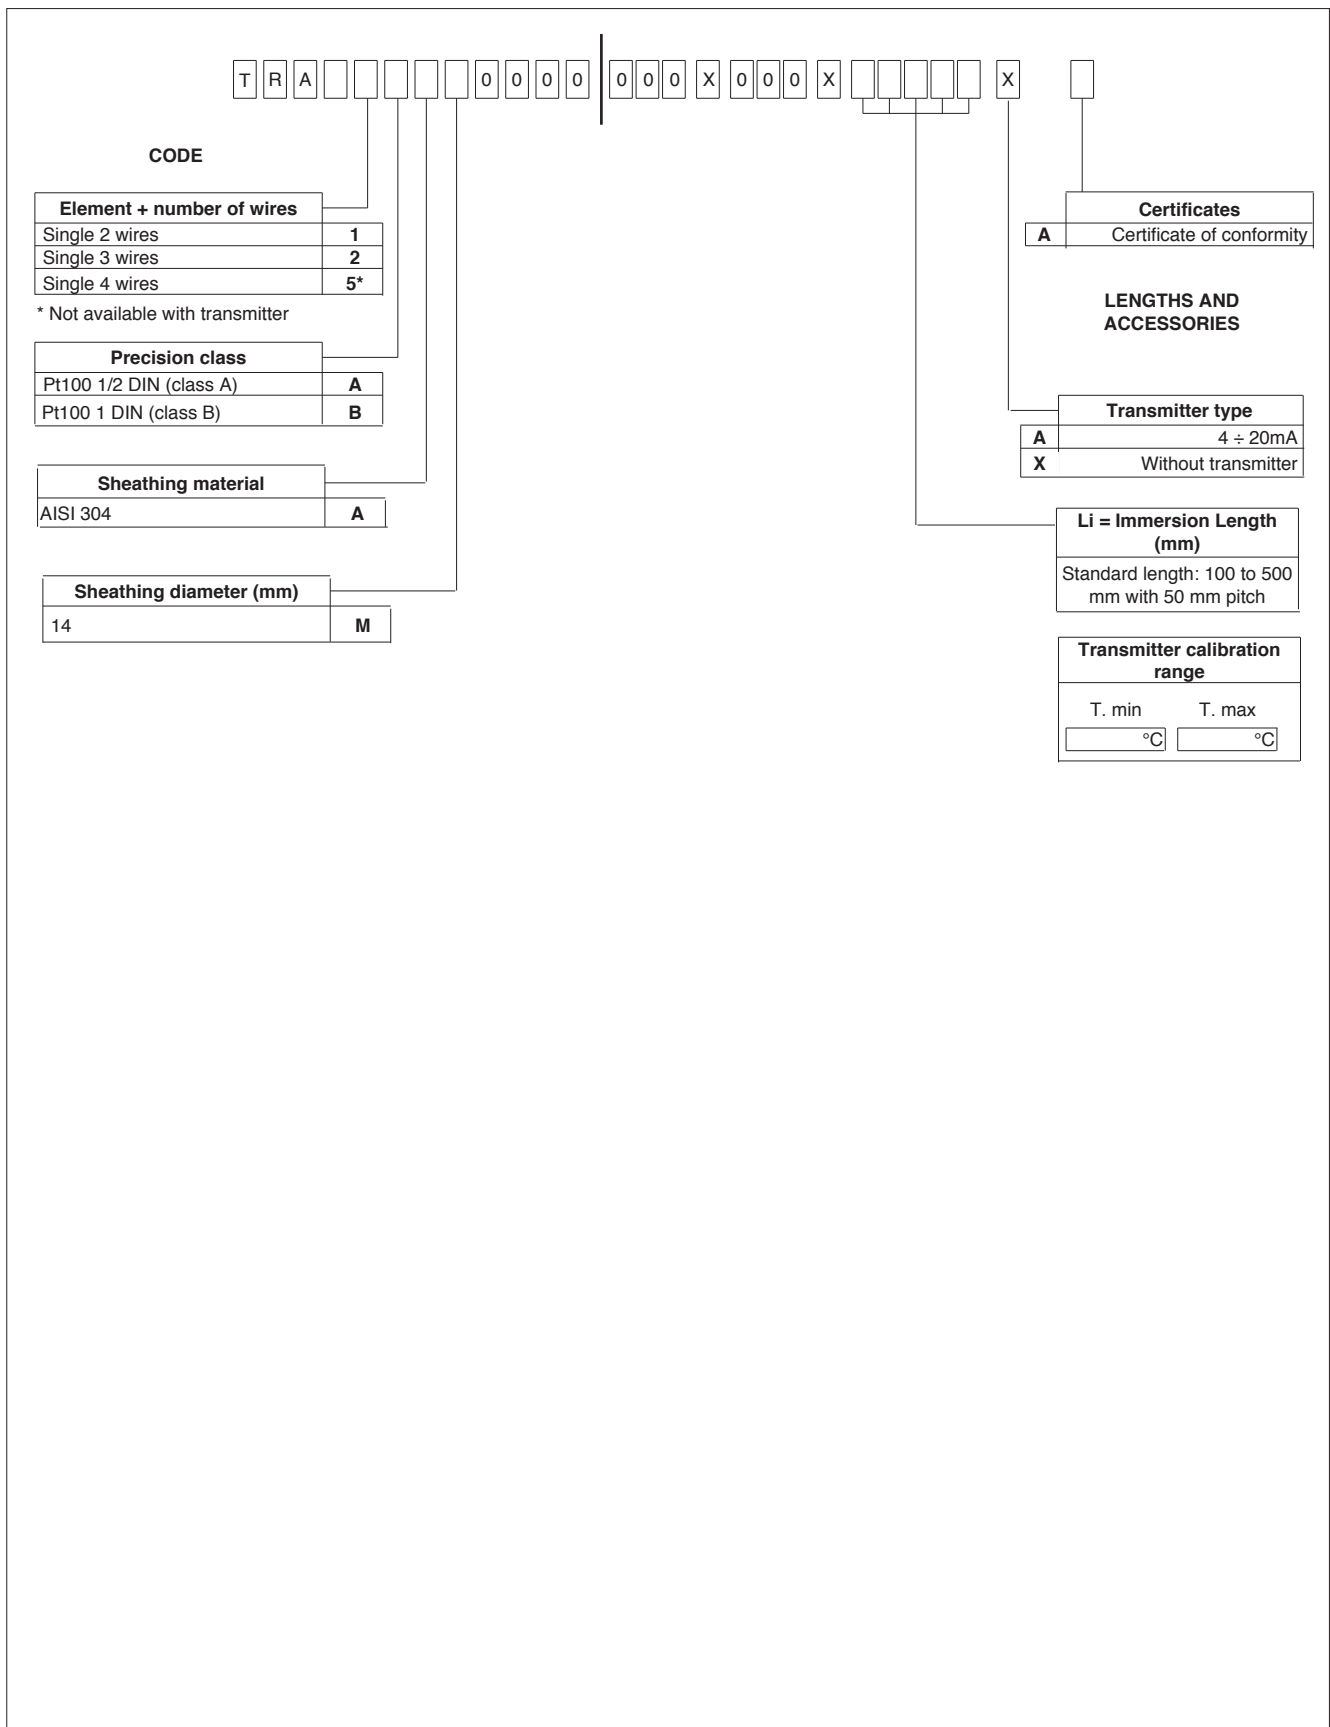 T R A 0 0 0 0 0 0 0 X 0 0 0 X X
CODE
Element + number of wires
Single 2 wires 1
Single 3 wires 2
Single 4 wires 5*
* Not available with transmitter
Precision class
Pt100 1/2 DIN (class A) A
Pt100 1 DIN (class B) B
Sheathing material
AISI 304 A
Sheathing diameter (mm)
14 M
Certificates
A Certificate of conformity
LENGTHS AND
ACCESSORIES
Transmitter type
A 4 ÷ 20mA
X Without transmitter
Li = Immersion Length
(mm)
Standard length: 100 to 500
mm with 50 mm pitch
Transmitter calibration
range
T. min T. max
°C °C